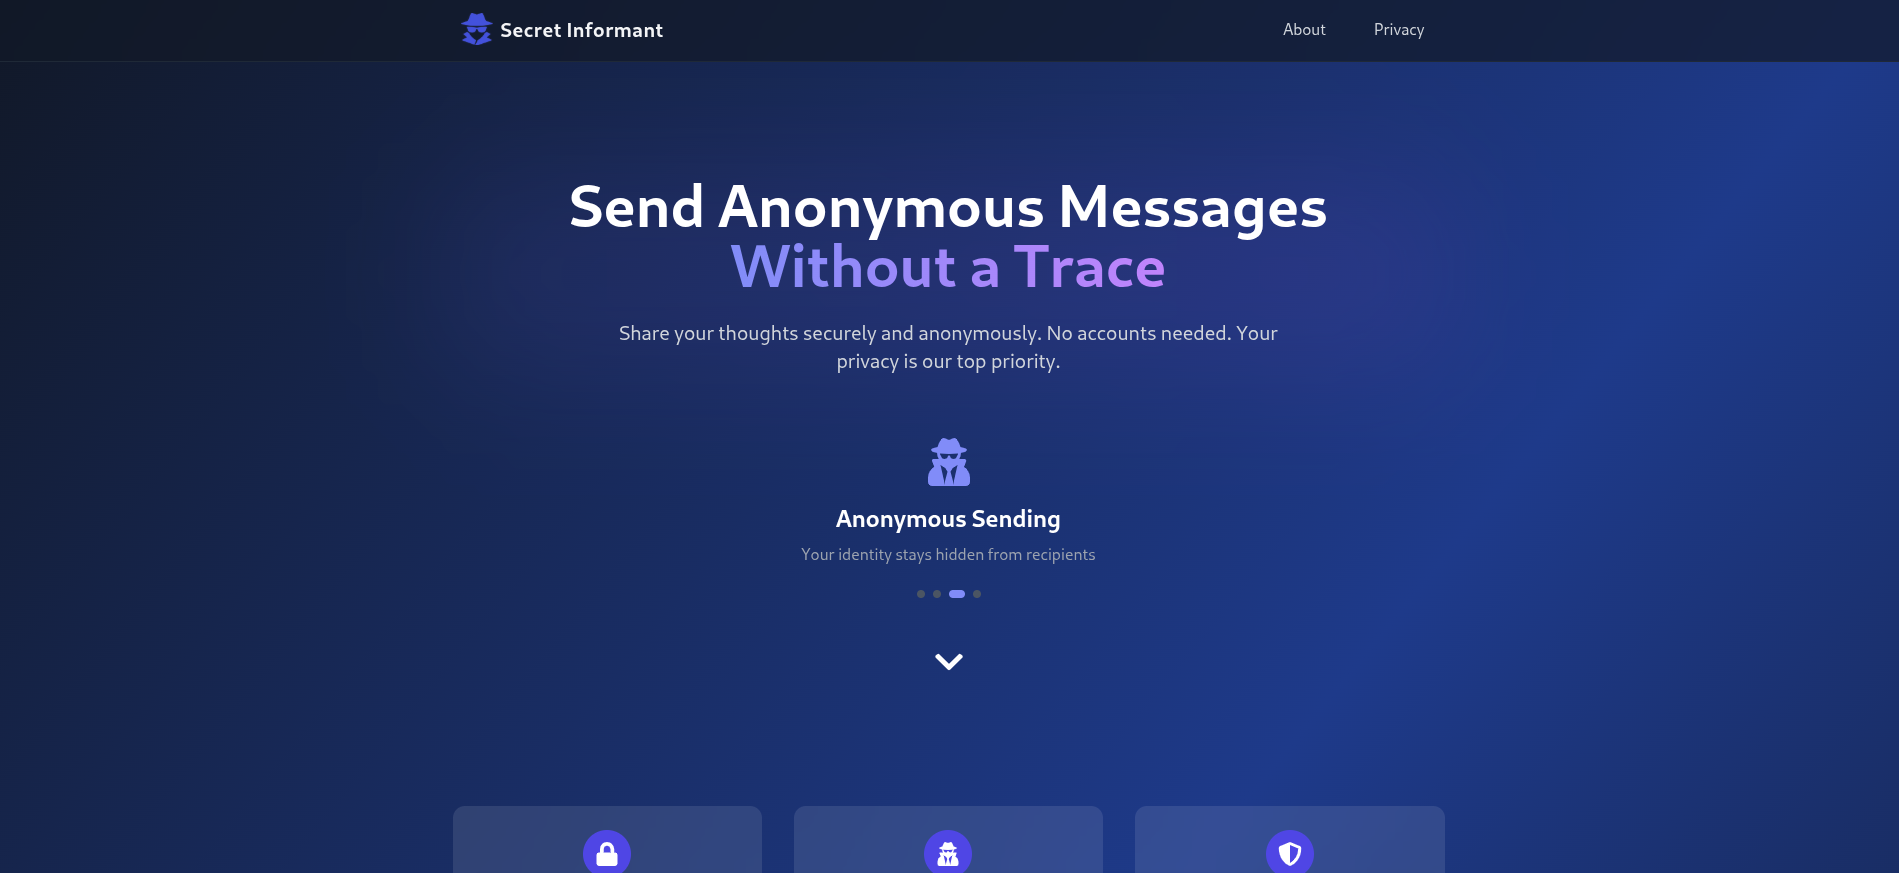 Secret Informant
About
Privacy
Send Anonymous Messages
Without a Trace
Share your thoughts securely and anonymously. No accounts needed. Your
privacy is our top priority.
Anonymous Sending
Your identity stays hidden from recipients